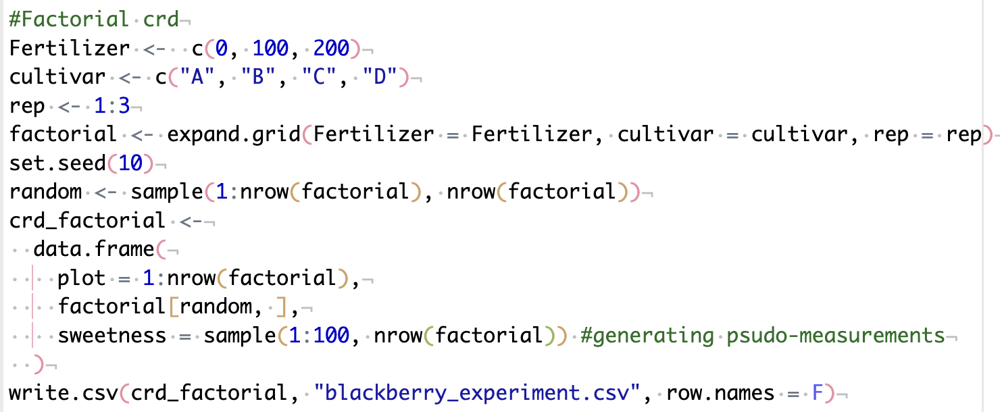 #Factorial crd
Fertilizer <-  c(0, 100, 200)
cultivar <- c("A", "B", "C", "D")
rep <- 1:3
factorial <- expand.grid(Fertilizer = Fertilizer, cultivar = cultivar, rep = rep)
set.seed(10)
random <- sample(1:nrow(factorial), nrow(factorial))
crd_factorial <-
  data.frame(
    plot = 1:nrow(factorial),
    factorial[random, ],
    sweetness = sample(1:100, nrow(factorial)) #generating psudo-measurements
  )
write.csv(crd_factorial, "blackberry_experiment.csv", row.names = F)